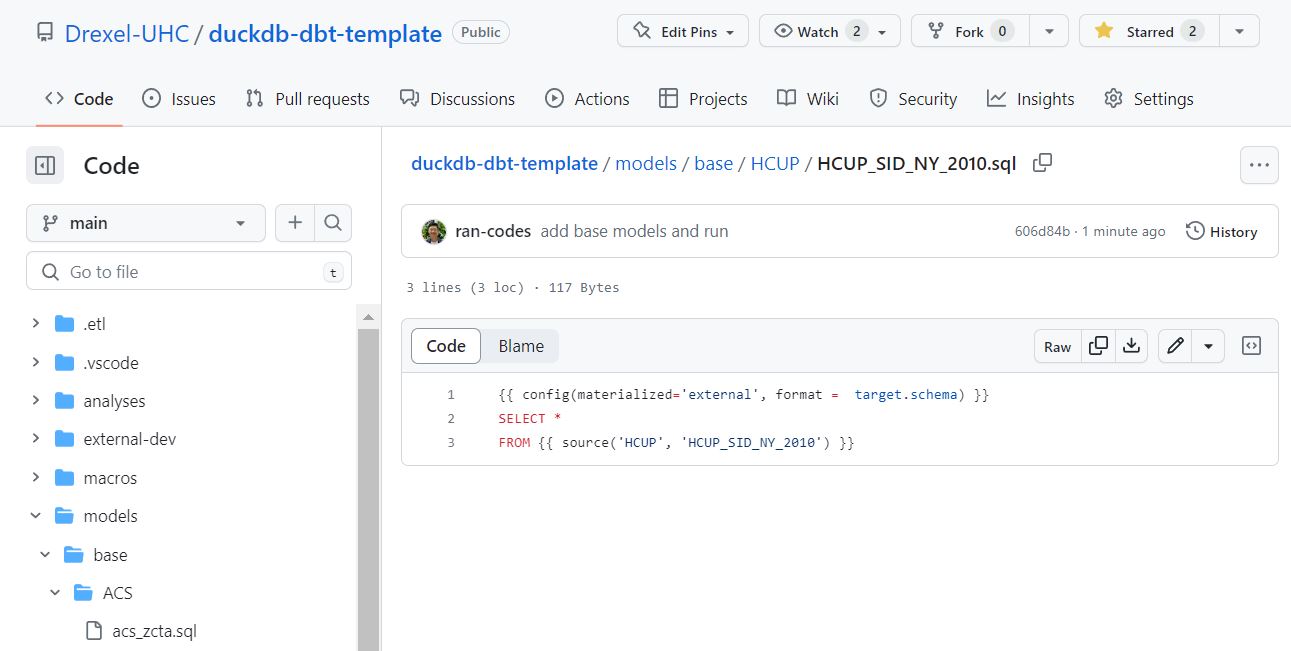 Drexel-UHC / duckdb-dbt-template Public Edit Pins Watch 2 Fork 0 Starred 2
Code Issues Pull requests Discussions Actions Projects Wiki Security Insights Settings
Code
main
Go to file t
.etl
.vscode
analyses
external-dev
macros
models
base
ACS
acs_zcta.sql
duckdb-dbt-template / models / base / HCUP / HCUP_SID_NY_2010.sql
ran-codes add base models and run 606d84b · 1 minute ago History
3 lines (3 loc) · 117 Bytes
Code Blame Raw
1 {{ config(materialized='external', format =  target.schema) }}
2 SELECT *
3 FROM {{ source('HCUP', 'HCUP_SID_NY_2010') }}